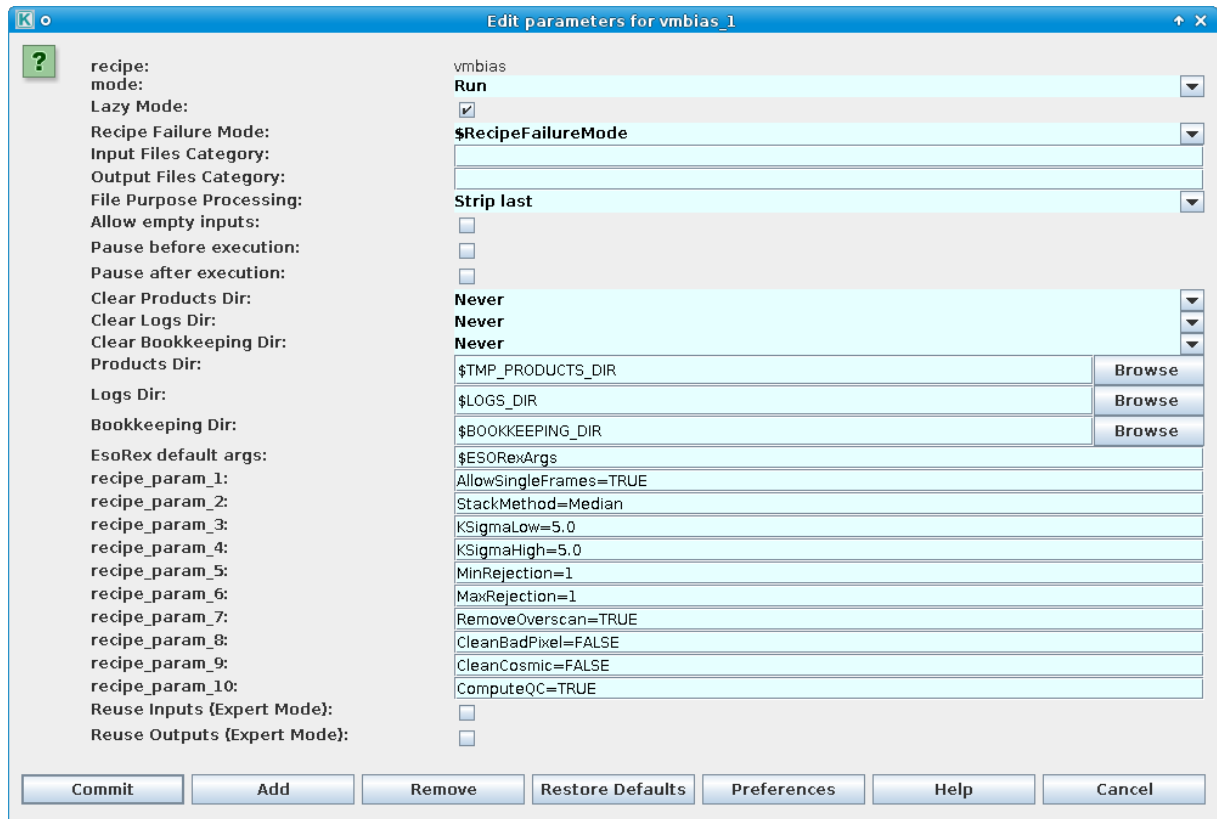 K Edit parameters for vmbias_1
?
recipe: vmbias
mode: Run
Lazy Mode:
Recipe Failure Mode: $RecipeFailureMode
Input Files Category:
Output Files Category:
File Purpose Processing: Strip last
Allow empty inputs:
Pause before execution:
Pause after execution:
Clear Products Dir: Never
Clear Logs Dir: Never
Clear Bookkeeping Dir: Never
Products Dir: $TMP_PRODUCTS_DIR Browse
Logs Dir: $LOGS_DIR Browse
Bookkeeping Dir: $BOOKKEEPING_DIR Browse
EsoRex default args: $ESORexArgs
recipe_param_1: AllowSingleFrames=TRUE
recipe_param_2: StackMethod=Median
recipe_param_3: KSigmaLow=5.0
recipe_param_4: KSigmaHigh=5.0
recipe_param_5: MinRejection=1
recipe_param_6: MaxRejection=1
recipe_param_7: RemoveOverscan=TRUE
recipe_param_8: CleanBadPixel=FALSE
recipe_param_9: CleanCosmic=FALSE
recipe_param_10: ComputeQC=TRUE
Reuse Inputs (Expert Mode):
Reuse Outputs (Expert Mode):
Commit Add Remove Restore Defaults Preferences Help Cancel